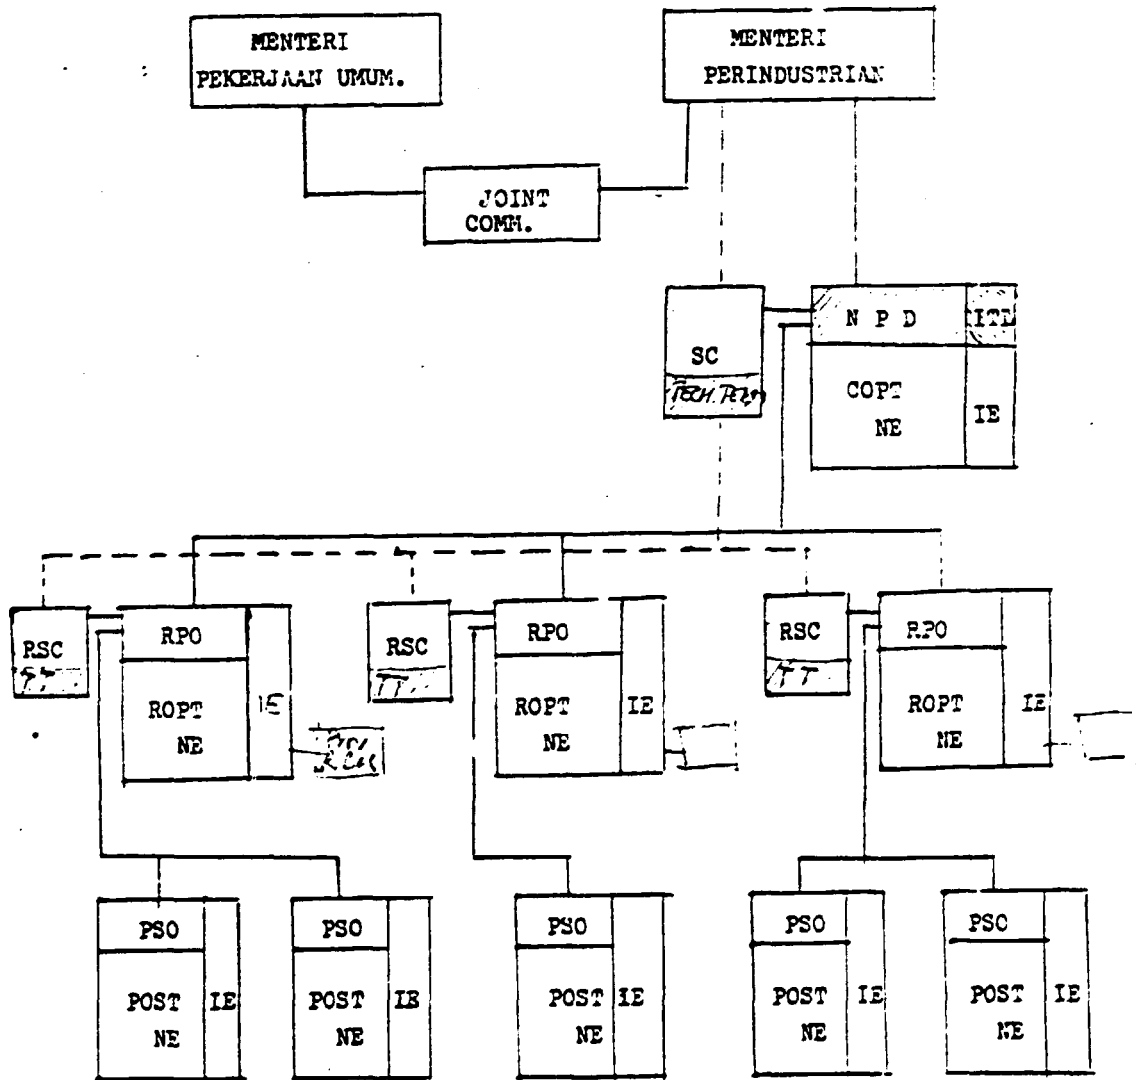 MENTERI
PEKERJAAN UMUM.
MENTERI
PERINDUSTRIAN
JOINT
COMM.
SC
N P D
COPT
NE
IE
RSC
TT
RPO
ROPT
NE
IE
RSC
TT
RPO
ROPT
NE
IE
RSC
TT
RPO
ROPT
NE
IE
PSO
POST
NE
IE
PSO
POST
NE
IE
PSO
POST
NE
IE
PSO
POST
NE
IE
PSO
POST
NE
IE